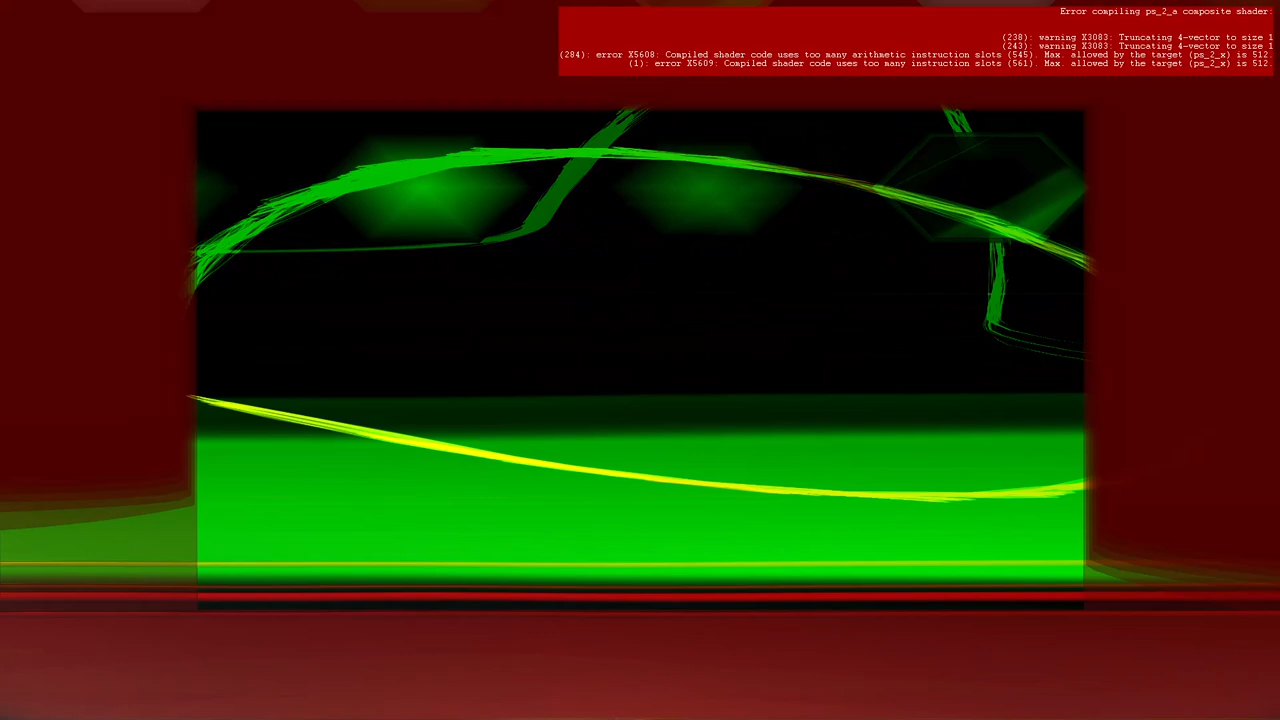 Error compiling ps_2_a composite shader:
(238): warning X3083: Truncating 4-vector to size 1
(243): warning X3083: Truncating 4-vector to size 1
(284): error X5608: Compiled shader code uses too many arithmetic instruction slots (545). Max. allowed by the target (ps_2_x) is 512.
(1): error X5609: Compiled shader code uses too many instruction slots (561). Max. allowed by the target (ps_2_x) is 512.